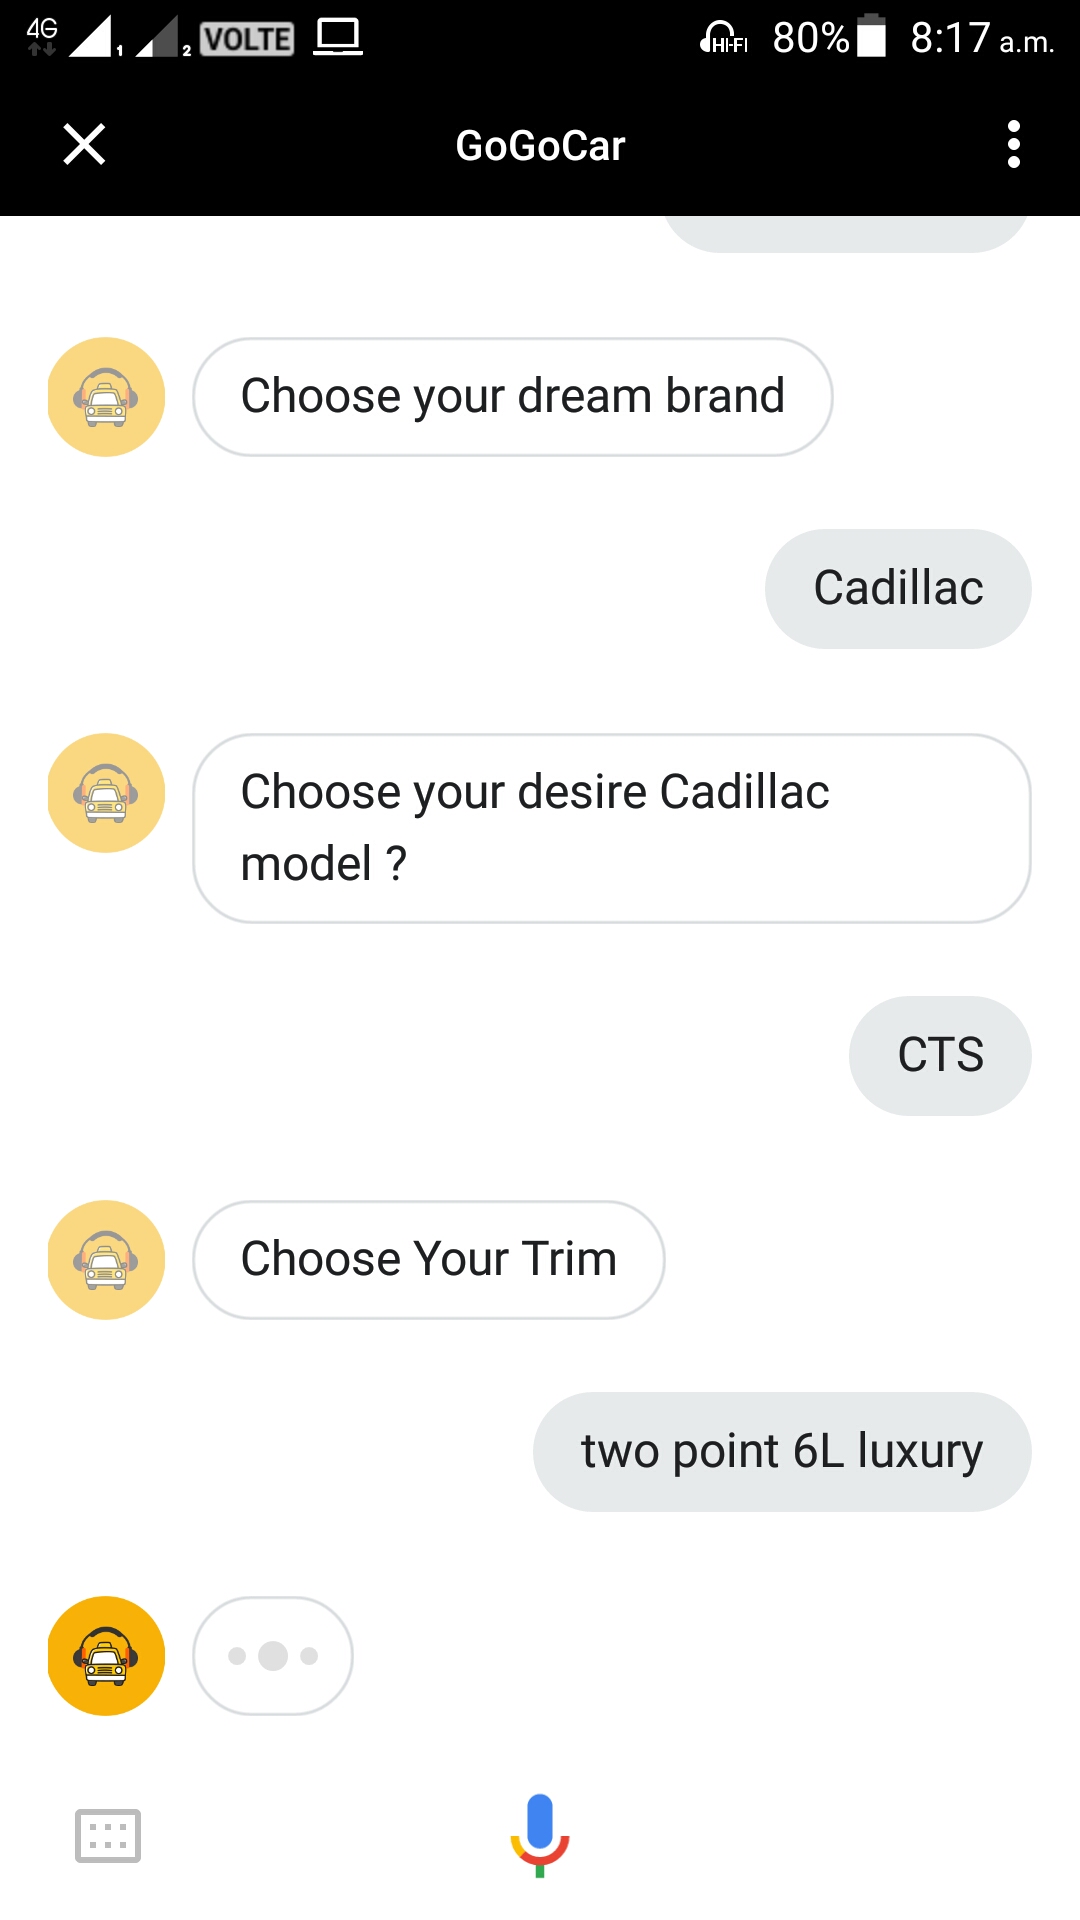 4G 1 2 VOLTE HI-FI 80% 8:17 a.m.
GoGoCar
Choose your dream brand
Cadillac
Choose your desire Cadillac
model ?
CTS
Choose Your Trim
two point 6L luxury